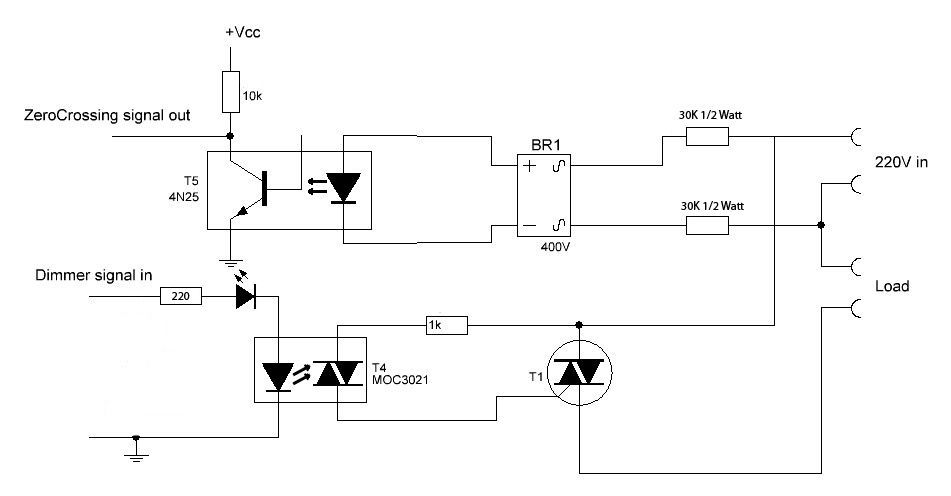 +Vcc
10k
ZeroCrossing signal out
30K 1/2 Watt
BR1
220V in
T5
4N25
+
-
30K 1/2 Watt
400V
Dimmer signal in
220
Load
1k
T4
MOC3021
T1